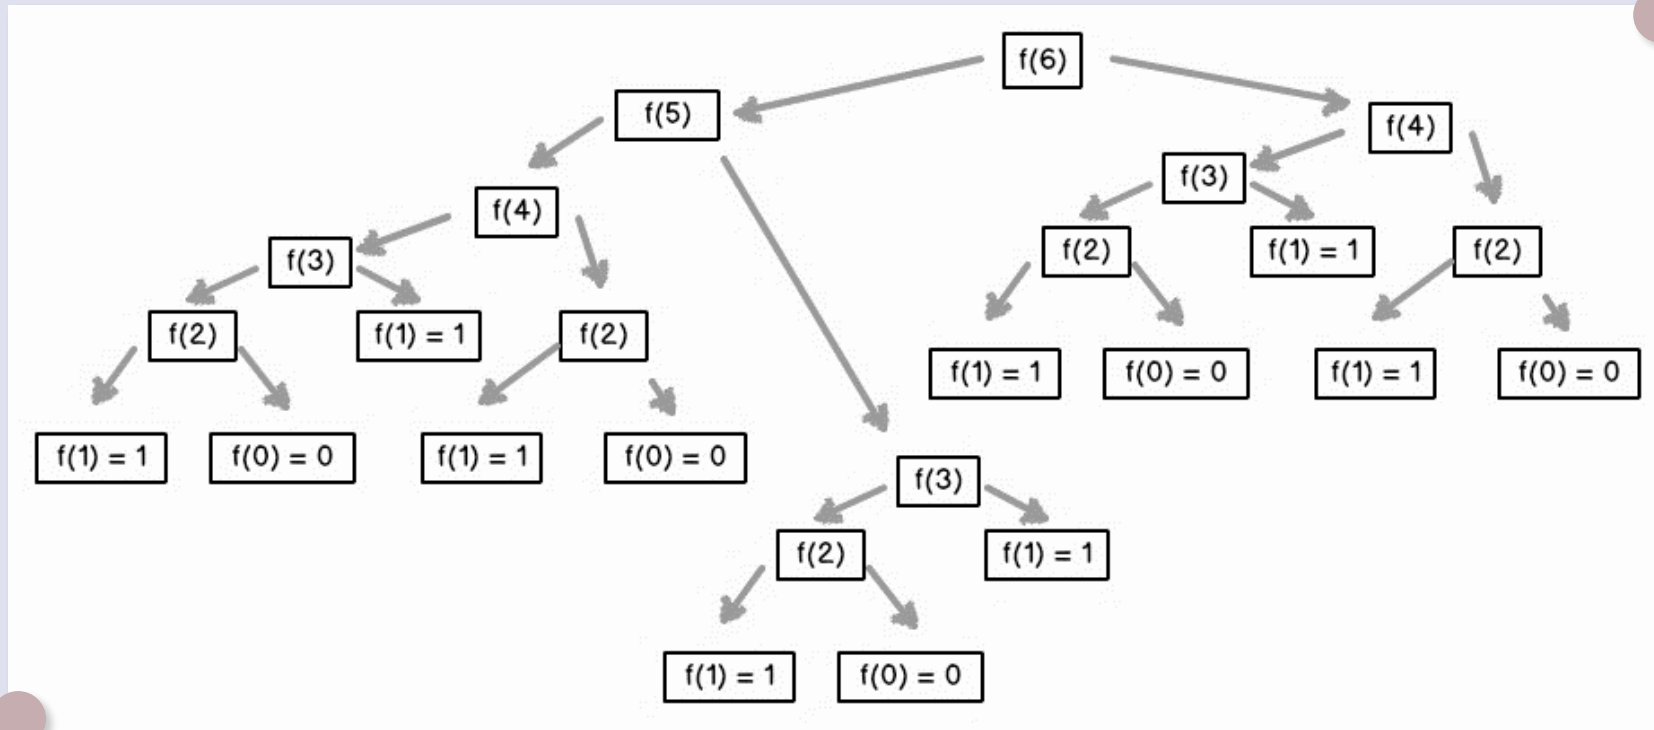 f(6)
f(5)
f(4)
f(3)
f(4)
f(3)
f(2)
f(1) = 1
f(2)
f(2)
f(1) = 1
f(2)
f(1) = 1
f(0) = 0
f(1) = 1
f(0) = 0
f(1) = 1
f(0) = 0
f(1) = 1
f(0) = 0
f(3)
f(2)
f(1) = 1
f(1) = 1
f(0) = 0